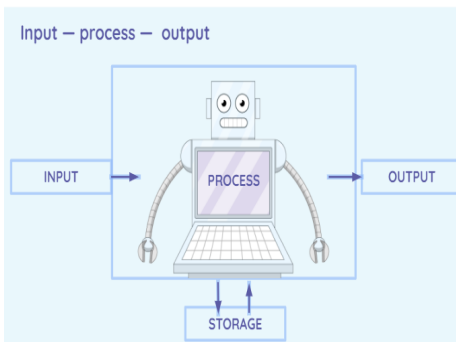 Input — process — output
INPUT
PROCESS
OUTPUT
STORAGE